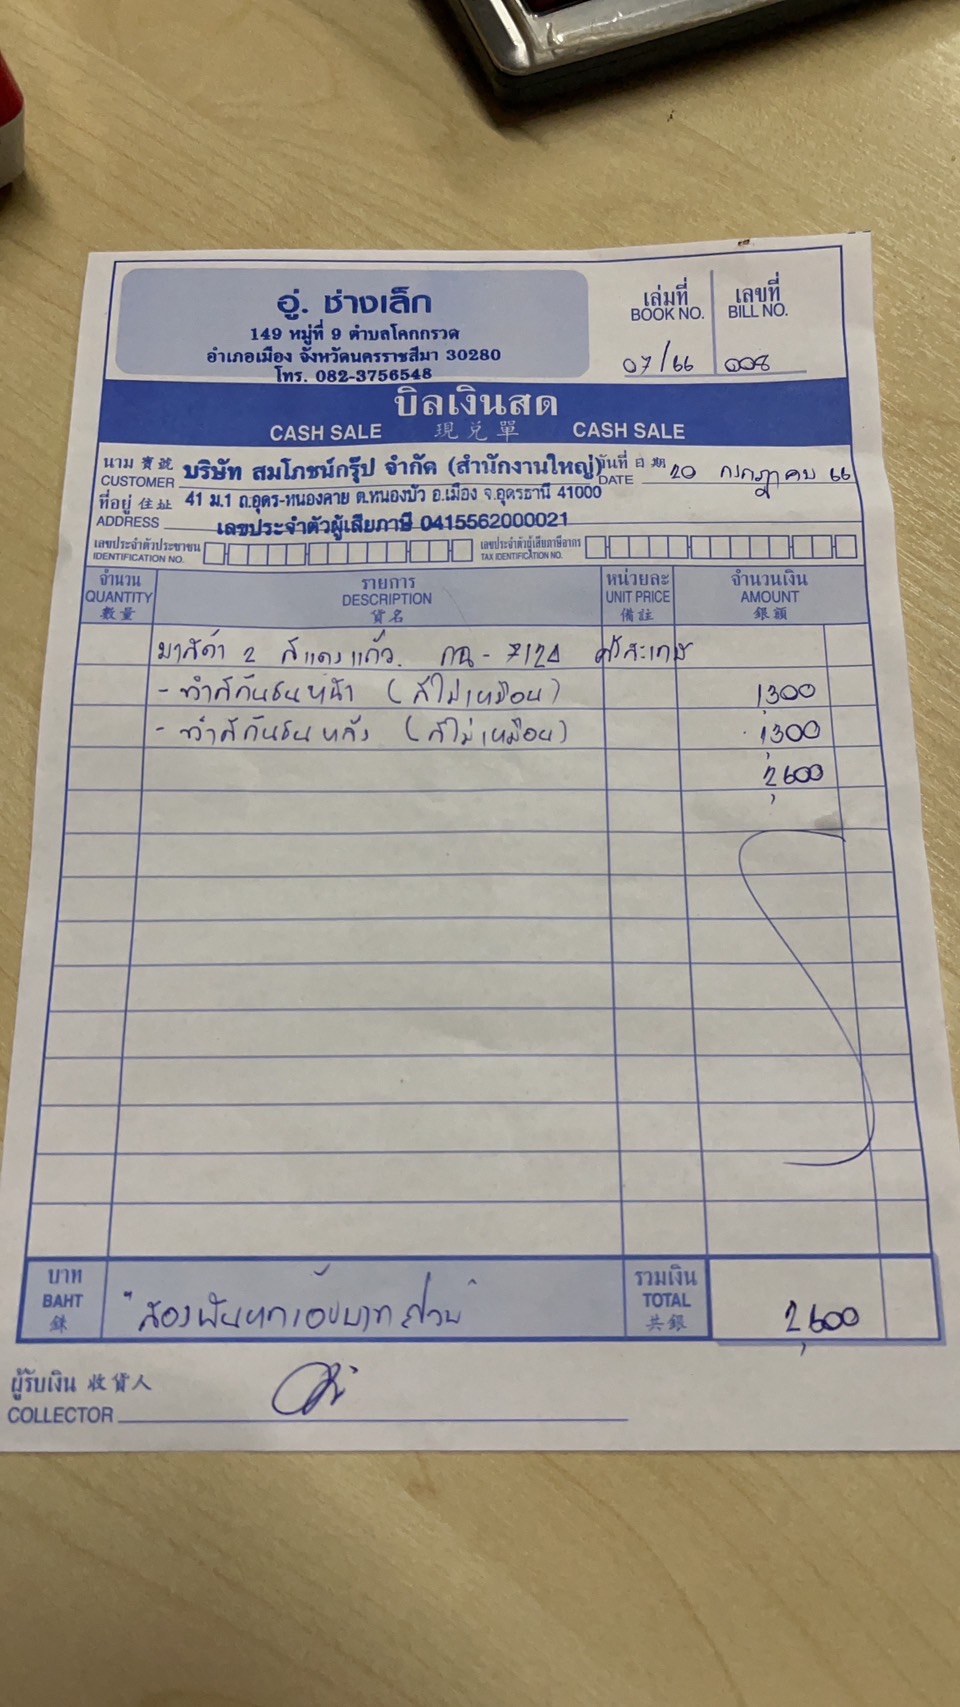 อู่. ช่างเล็ก
149 หมู่ที่ 9 ตำบลโคกกรวด
อำเภอเมือง จังหวัดนครราชสีมา 30280
โทร. 082-3756548
เล่มที่ เลขที่
BOOK NO. BILL NO.
07/66 008
บิลเงินสด
CASH SALE 現兌單 CASH SALE
นาม 寶號 บริษัท สมโภชน์กรุ๊ป จำกัด (สำนักงานใหญ่) วันที่ 日期 20 กรกฎาคม 66
CUSTOMER DATE
ที่อยู่ 住址 41 ม.1 ถ.อุดร-หนองคาย ต.หนองบัว อ.เมือง จ.อุดรธานี 41000
ADDRESS เลขประจำตัวผู้เสียภาษี 0415562000021
เลขประจำตัวประชาชน เลขประจำตัวผู้เสียภาษีอากร
IDENTIFICATION NO. TAX IDENTIFICATION NO.
จำนวน รายการ หน่วยละ จำนวนเงิน
QUANTITY DESCRIPTION UNIT PRICE AMOUNT
數量 貨名 備註 銀額
มาสด้า 2 สีแดงแก้ว. 712 ศรีสะเกษ
- ทำสีกันชนหน้า (สีไม่เหมือน) 1,300
- ทำสีกันชนหลัง (สีไม่เหมือน) 1,300
2,600
บาท รวมเงิน
BAHT "สองพันหกร้อยบาทถ้วน" TOTAL 2,600
銖 共銀
ผู้รับเงิน 收貨人
COLLECTOR